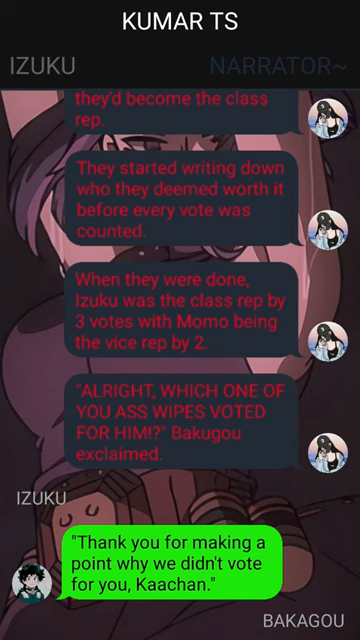 KUMAR TS
IZUKU
NARRATOR~
they'd become the class
rep.
They started writing down
who they deemed worth it
before every vote was
counted.
When they were done,
Izuku was the class rep by
3 votes with Momo being
the vice rep by 2.
"ALRIGHT, WHICH ONE OF
YOU ASS WIPES VOTED
FOR HIM!?" Bakugou
exclaimed.
IZUKU
"Thank you for making a
point why we didn't vote
for you, Kaachan."
BAKAGOU